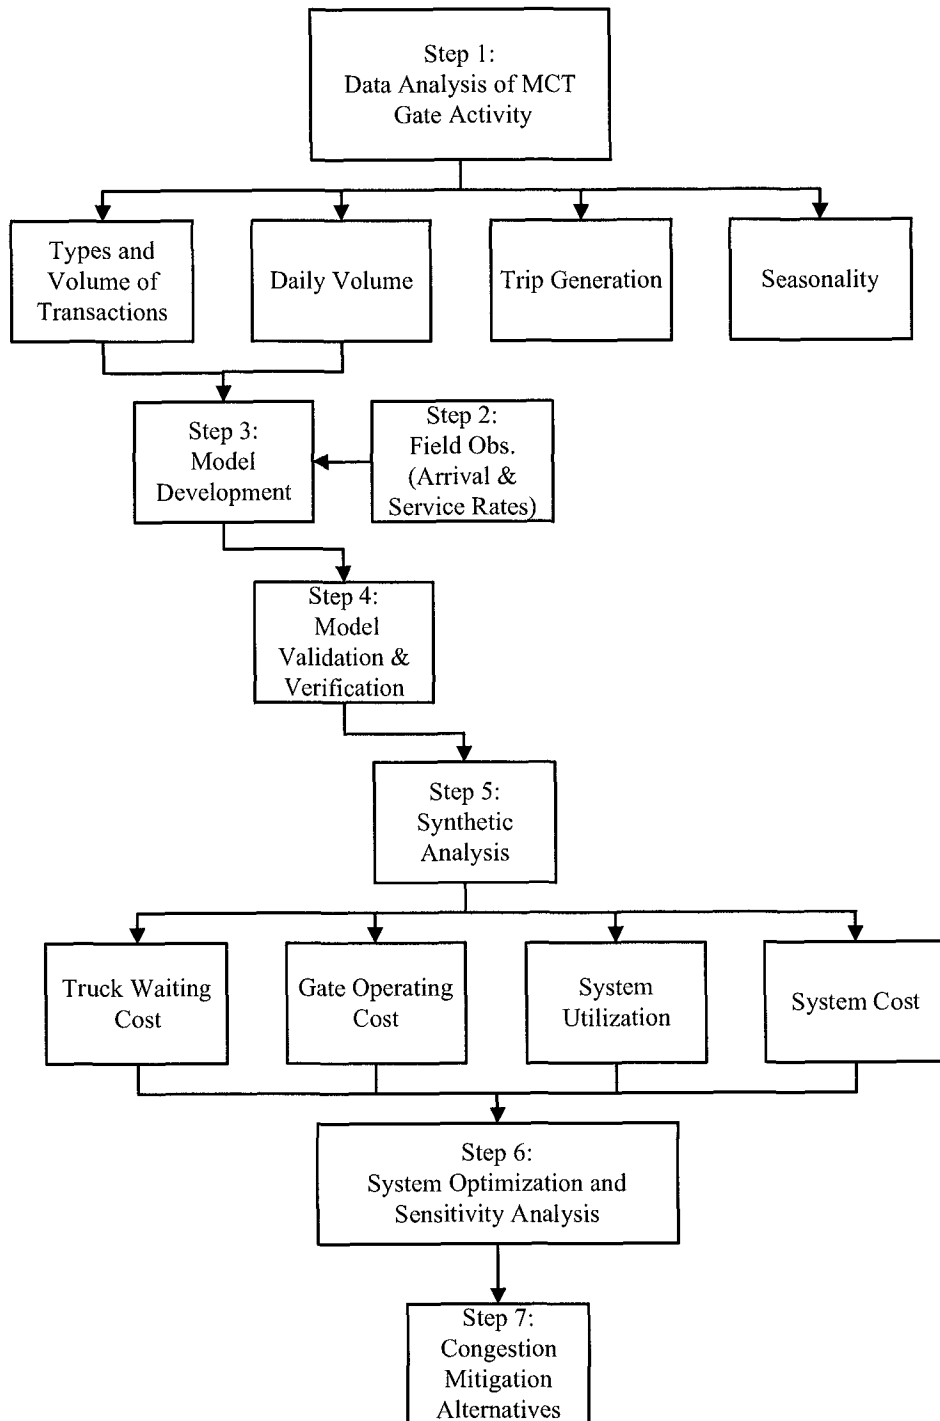 Step 1:
Data Analysis of MCT
Gate Activity
Types and
Volume of
Transactions
Daily Volume
Trip Generation
Seasonality
Step 3:
Model
Development
Step 2:
Field Obs.
(Arrival &
Service Rates)
Step 4:
Model
Validation &
Verification
Step 5:
Synthetic
Analysis
Truck Waiting
Cost
Gate Operating
Cost
System
Utilization
System Cost
Step 6:
System Optimization and
Sensitivity Analysis
Step 7:
Congestion
Mitigation
Alternatives